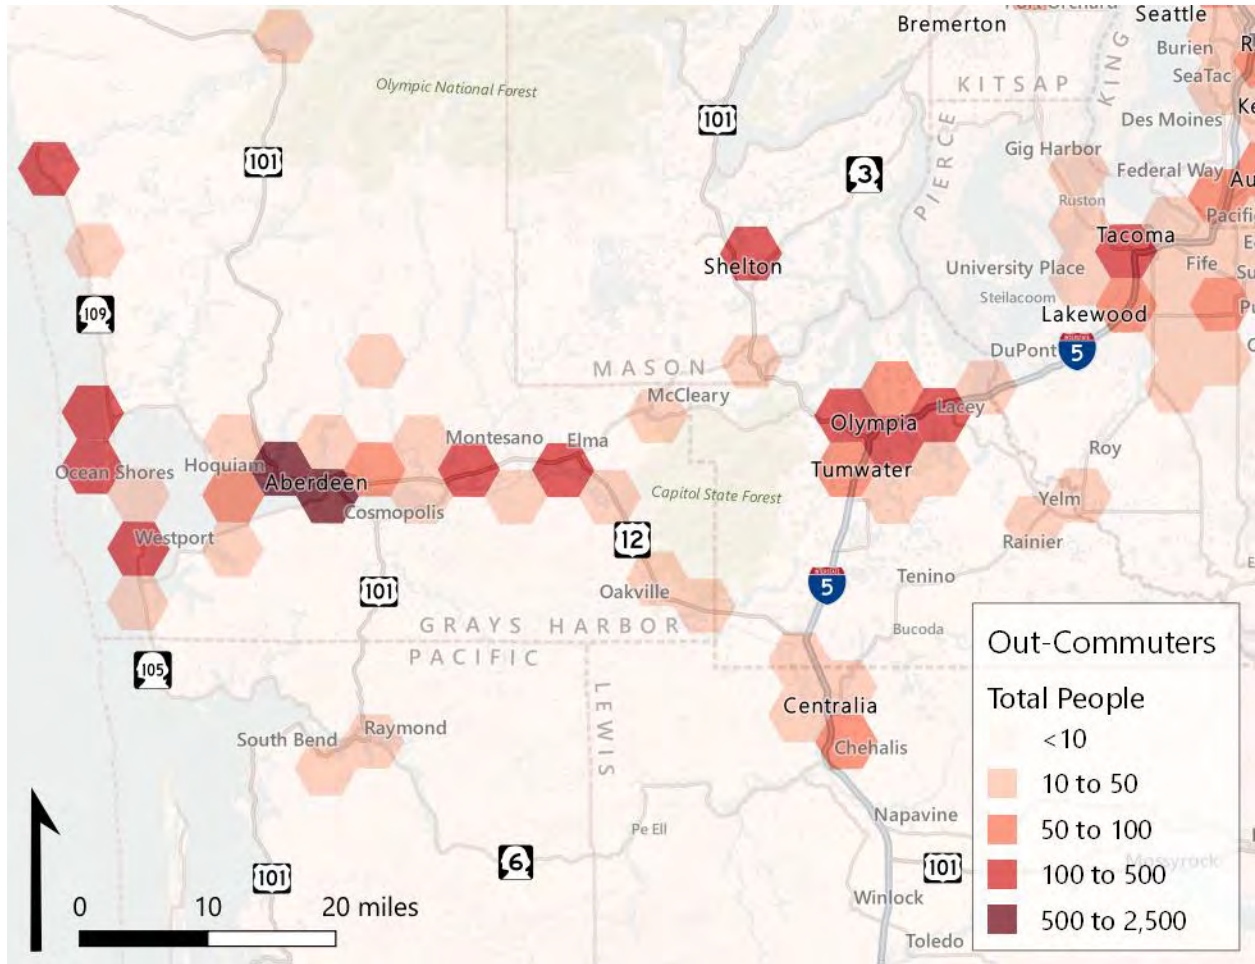 Bremerton
Seattle
Burien
SeaTac
KITSAP
KING
Olympic National Forest
101
101
3
Des Moines
Gig Harbor
Federal Way
PIERCE
Ruston
Pacific
Tacoma
Shelton
University Place
Fife
Steilacoom
Lakewood
109
DuPont
5
MASON
McCleary
Lacey
Olympia
Montesano
Elma
Roy
Ocean Shores
Hoquiam
Aberdeen
Tumwater
Capitol State Forest
Yelm
Cosmopolis
Westport
12
Rainier
101
Oakville
5
Tenino
GRAYS HARBOR
Bucoda
PACIFIC
105
LEWIS
Centralia
Raymond
South Bend
Chehalis
Napavine
Pe Ell
6
101
101
Mossyrock
Winlock
Toledo
0 10 20 miles
Out-Commuters
Total People
<10
10 to 50
50 to 100
100 to 500
500 to 2,500